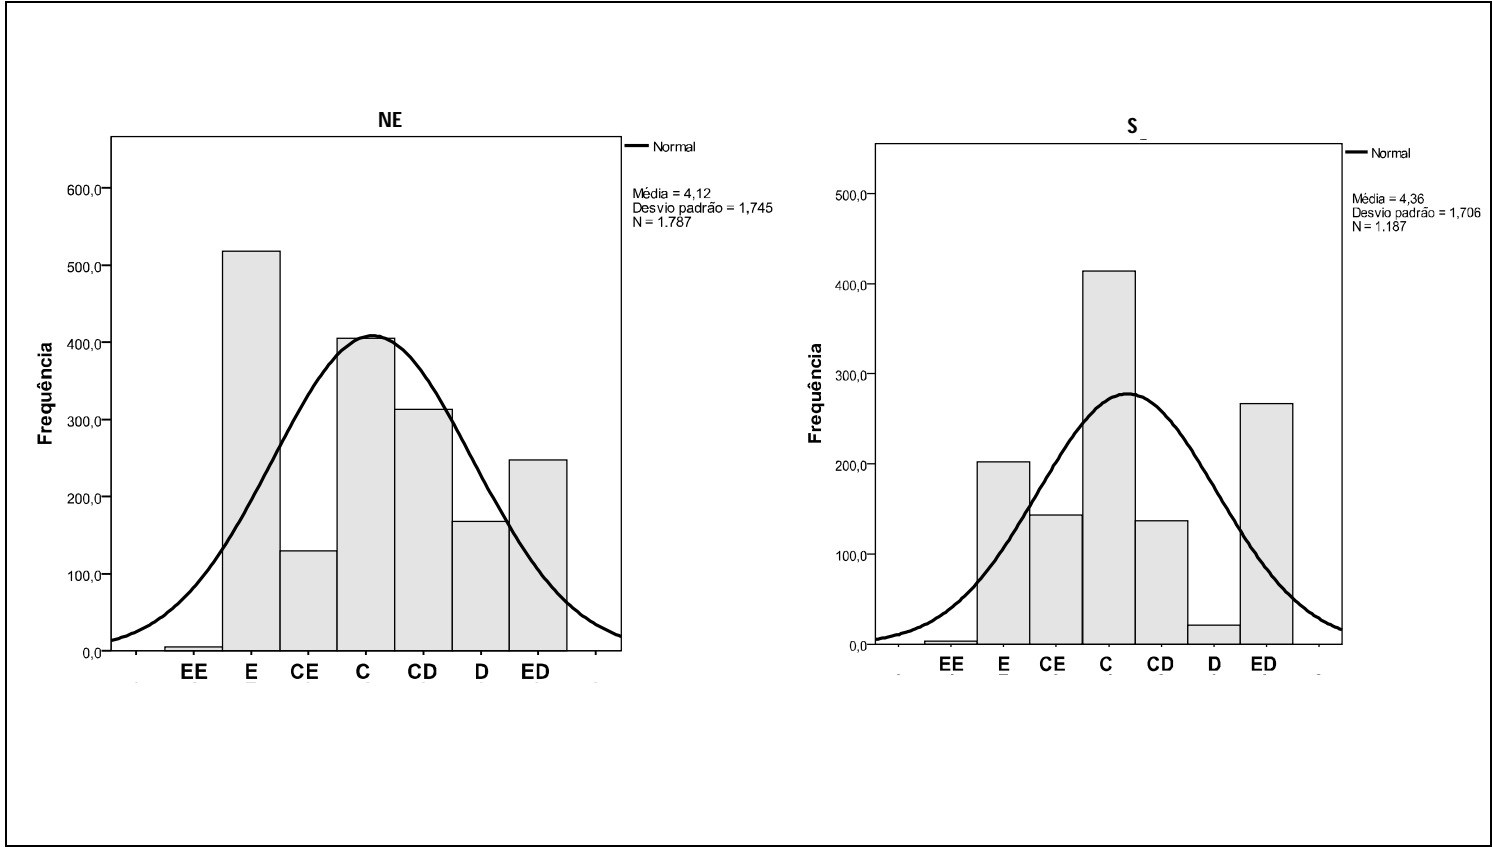 NE
Normal
Média = 4,12
Desvio padrão = 1,745
N = 1.787
Frequência
600,0
500,0
400,0
300,0
200,0
100,0
0,0
EE E CE C CD D ED
S_
Normal
Média = 4,36
Desvio padrão = 1,706
N = 1.187
Frequência
500,0
400,0
300,0
200,0
100,0
0,0
EE E CE C CD D ED